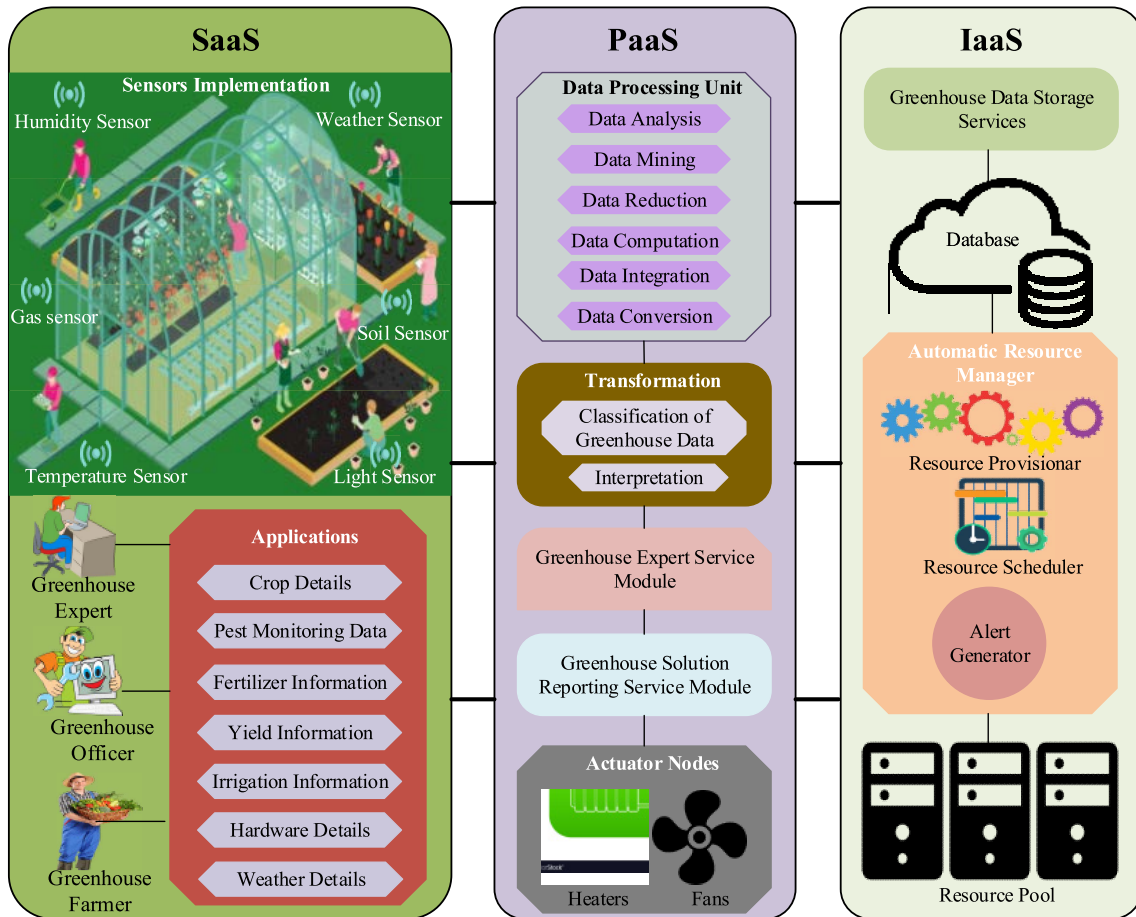 SaaS
Sensors Implementation
Humidity Sensor
Weather Sensor
Gas sensor
Soil Sensor
Temperature Sensor
Light Sensor
Greenhouse
Expert
Greenhouse
Officer
Greenhouse
Farmer
Applications
Crop Details
Pest Monitoring Data
Fertilizer Information
Yield Information
Irrigation Information
Hardware Details
Weather Details
PaaS
Data Processing Unit
Data Analysis
Data Mining
Data Reduction
Data Computation
Data Integration
Data Conversion
Transformation
Classification of
Greenhouse Data
Interpretation
Greenhouse Expert Service
Module
Greenhouse Solution
Reporting Service Module
Actuator Nodes
Heaters
Fans
IaaS
Greenhouse Data Storage
Services
Database
Automatic Resource
Manager
Resource Provisionar
Resource Scheduler
Alert
Generator
Resource Pool